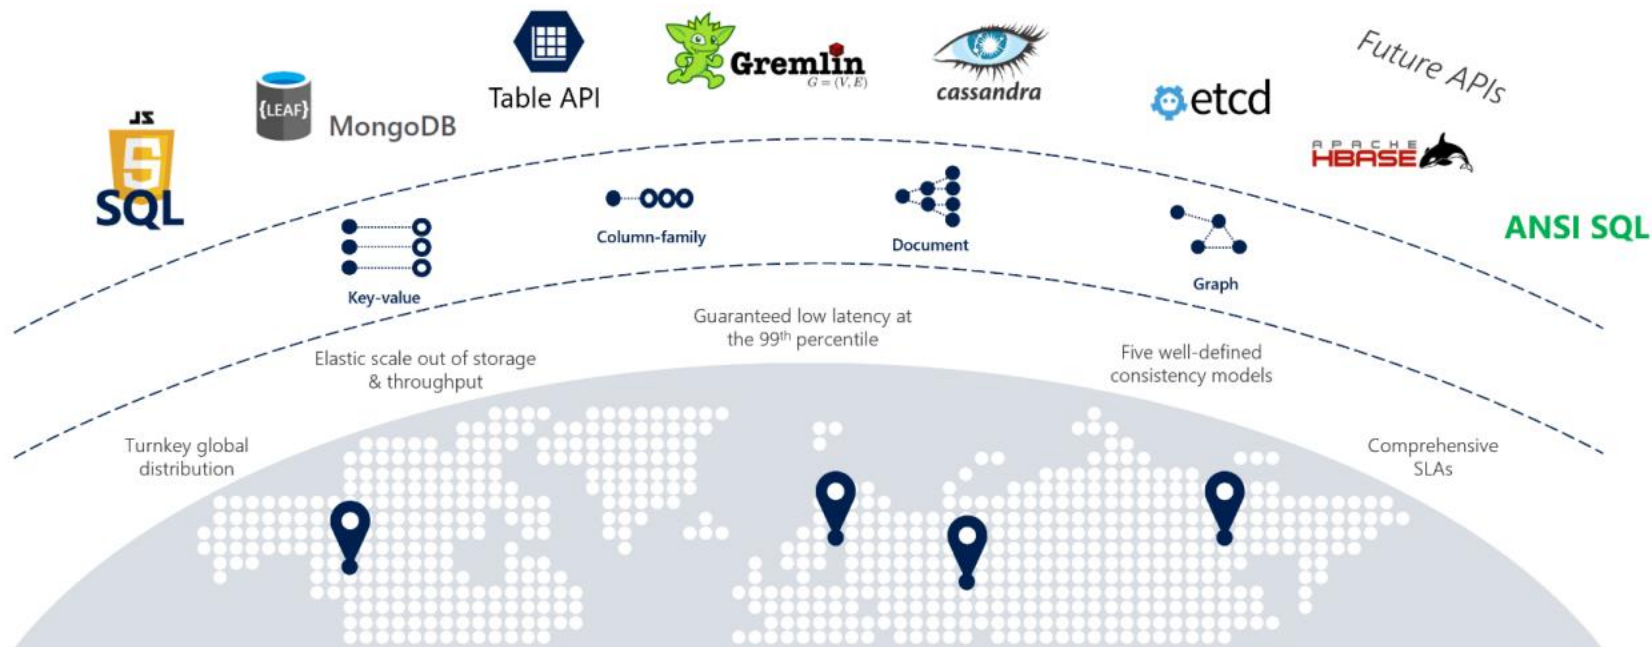 JS
SQL
{LEAF}
MongoDB
Table API
Gremlin
G = (V, E)
cassandra
etcd
Future APIs
APACHE
HBASE
ANSI SQL
Key-value
Column-family
Document
Graph
Turnkey global
distribution
Elastic scale out of storage
& throughput
Guaranteed low latency at
the 99th percentile
Five well-defined
consistency models
Comprehensive
SLAs